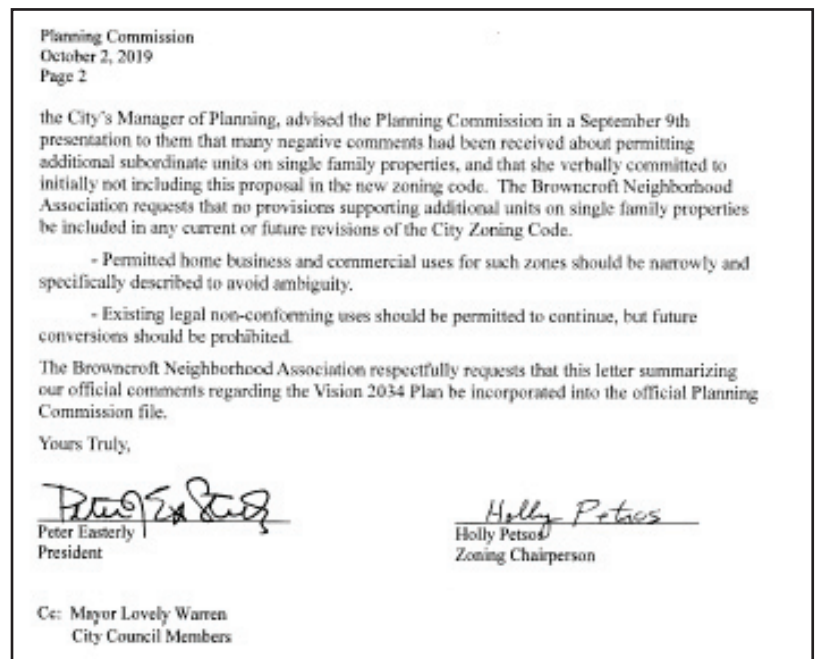 Planning Commission
October 2, 2019
Page 2
the City's Manager of Planning, advised the Planning Commission in a September 9th
presentation to them that many negative comments had been received about permitting
additional subordinate units on single family properties, and that she verbally committed to
initially not including this proposal in the new zoning code. The Browncroft Neighborhood
Association requests that no provisions supporting additional units on single family properties
be included in any current or future revisions of the City Zoning Code.
- Permitted home business and commercial uses for such zones should be narrowly and
specifically described to avoid ambiguity.
- Existing legal non-conforming uses should be permitted to continue, but future
conversions should be prohibited.
The Browncroft Neighborhood Association respectfully requests that this letter summarizing
our official comments regarding the Vision 2034 Plan be incorporated into the official Planning
Commission file.
Yours Truly,
Holly Petsos
Peter Easterly
Holly Petsos
President
Zoning Chairperson
Cc: Mayor Lovely Warren
City Council Members